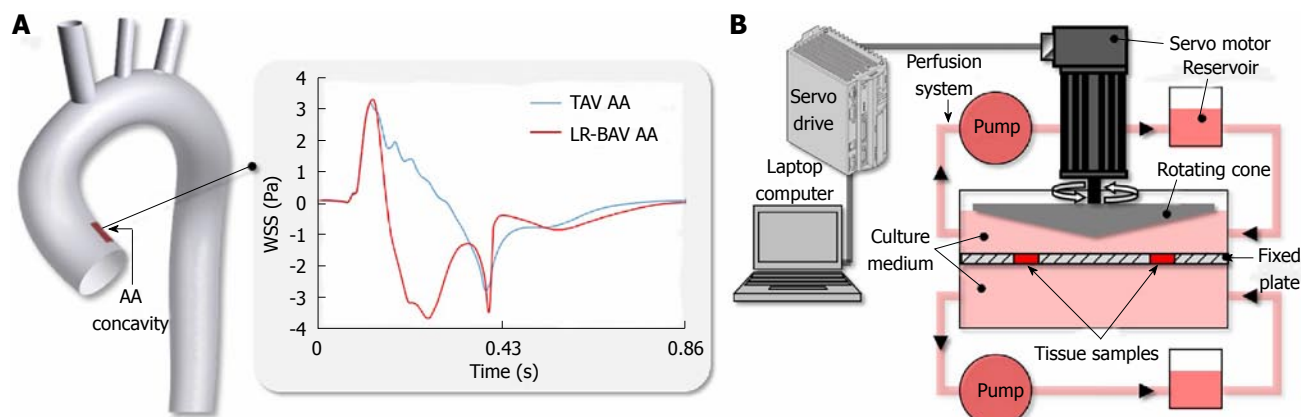 A
4
3
2
1
0
-1
-2
-3
-4
WSS (Pa)
TAV AA
LR-BAV AA
0
0.43
0.86
Time (s)
AA
concavity
B
Servo
drive
Laptop
computer
Perfusion
system
Pump
Servo motor
Reservoir
Rotating cone
Culture
medium
Fixed
plate
Tissue samples
Pump